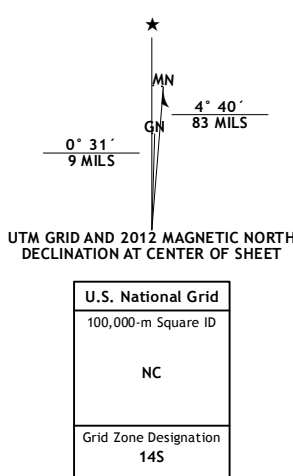 MN
GN
4° 40´
83 MILS
0° 31´
9 MILS
UTM GRID AND 2012 MAGNETIC NORTH
DECLINATION AT CENTER OF SHEET
U.S. National Grid
100,000-m Square ID
NC
Grid Zone Designation
14S